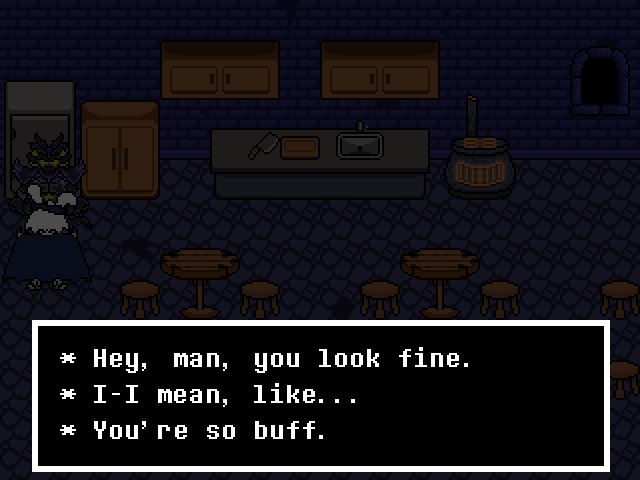 * Hey, man, you look fine.
* I-I mean, like...
* You're so buff.